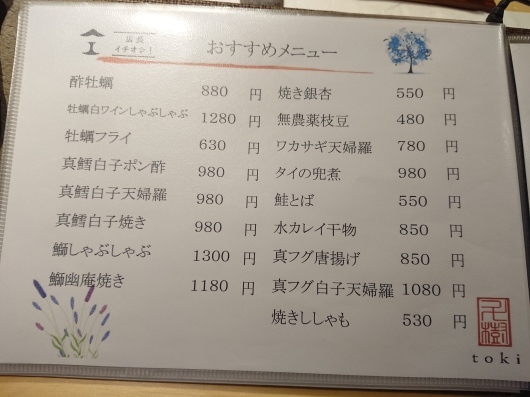 店長
イチオシ!
おすすめメニュー
酢牡蠣 880 円
牡蠣白ワインしゃぶしゃぶ 1280 円
牡蠣フライ 630 円
真鱈白子ポン酢 980 円
真鱈白子天婦羅 980 円
真鱈白子焼き 980 円
鰤しゃぶしゃぶ 1300 円
鰤幽庵焼き 1180 円
焼き銀杏 550 円
無農薬枝豆 480 円
ワカサギ天婦羅 780 円
タイの兜煮 980 円
鮭とば 550 円
水カレイ干物 850 円
真フグ唐揚げ 850 円
真フグ白子天婦羅 1080 円
焼きししゃも 530 円
toki